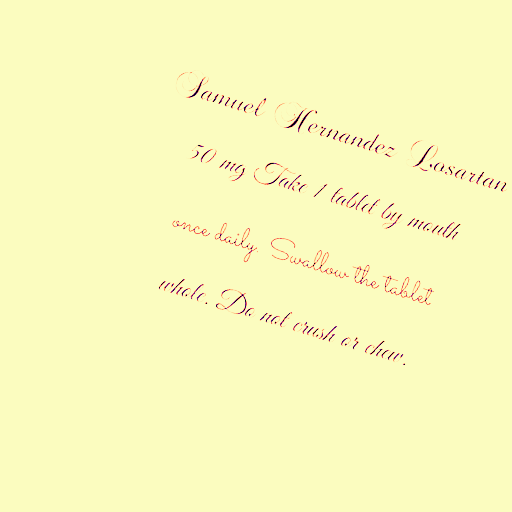 Samuel Hernandez Losartan
50 mg Take 1 tablet by mouth
once daily. Swallow the tablet
whole. Do not crush or chew.